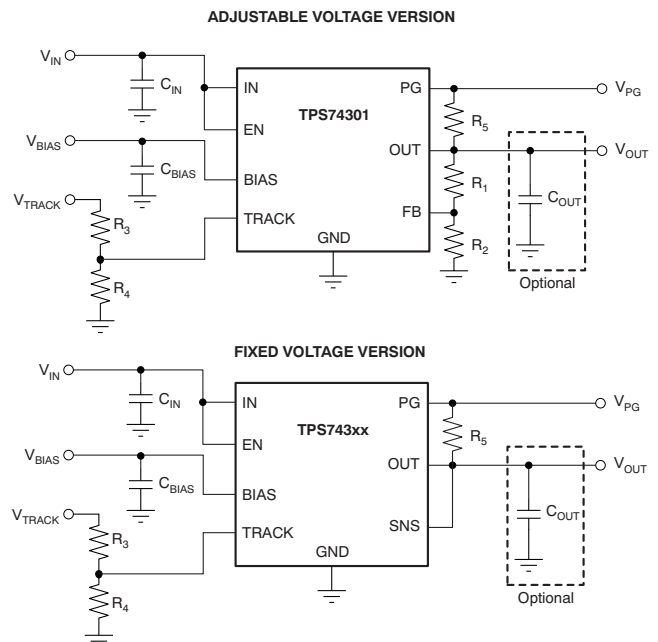 ADJUSTABLE VOLTAGE VERSION
V_IN
C_IN
IN
EN
TPS74301
PG
V_PG
R_5
V_BIAS
C_BIAS
BIAS
OUT
V_OUT
R_1
C_OUT
V_TRACK
R_3
TRACK
FB
GND
R_2
R_4
Optional
FIXED VOLTAGE VERSION
V_IN
C_IN
IN
EN
TPS743xx
PG
V_PG
R_5
V_BIAS
C_BIAS
BIAS
OUT
V_OUT
C_OUT
V_TRACK
R_3
TRACK
SNS
GND
R_4
Optional